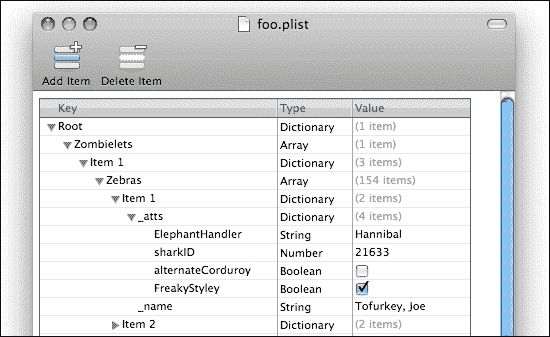 foo.plist
Add Item Delete Item
Key Type Value
Root Dictionary (1 item)
Zombielets Array (1 item)
Item 1 Dictionary (3 items)
Zebras Array (154 items)
Item 1 Dictionary (2 items)
_atts Dictionary (4 items)
ElephantHandler String Hannibal
sharkID Number 21633
alternateCorduroy Boolean
FreakyStyley Boolean
_name String Tofurkey, Joe
Item 2 Dictionary (2 items)